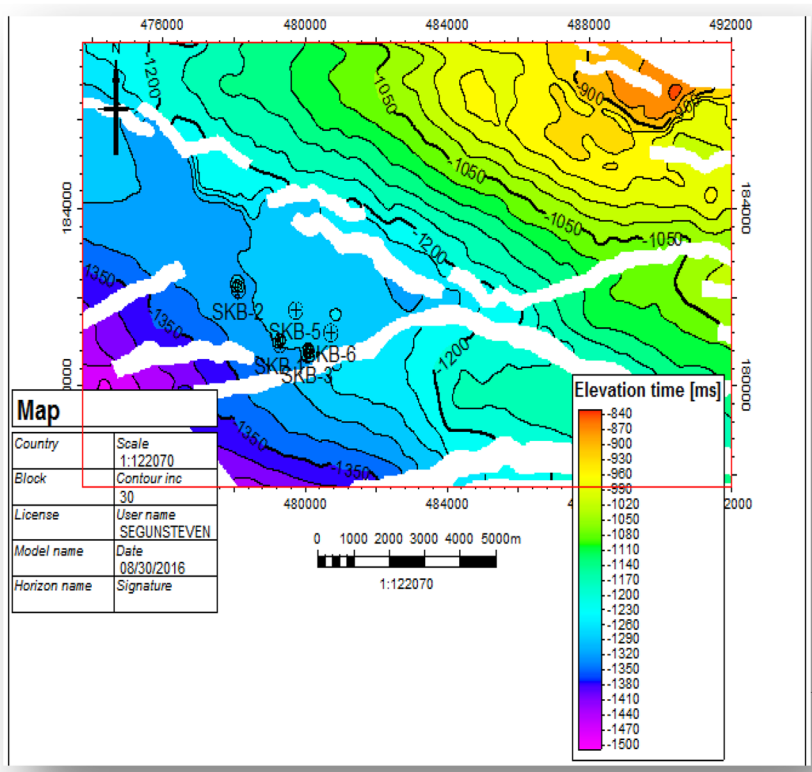 476000 480000 484000 488000 492000
N
-1200
-1050
-900
-900
-1050
-1050
-1050
-1200
184000
184000
1350
-1350
SKB-2
SKB-5
SKB-6
SKB-3
-1200
180000
-1350
-1350
480000 484000 2000
Map
Country Scale
1:122070
Block Contour inc
30
License User name
SEGUNSTEVEN
Model name Date
08/30/2016
Horizon name Signature
0 1000 2000 3000 4000 5000m
1:122070
Elevation time [ms]
-840
-870
-900
-930
-960
-990
-1020
-1050
-1080
-1110
-1140
-1170
-1200
-1230
-1260
-1290
-1320
-1350
-1380
-1410
-1440
-1470
-1500